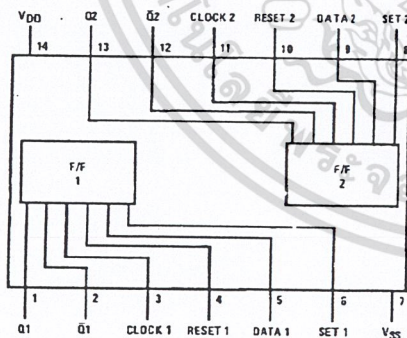 VDD Q2 Q̄2 CLOCK 2 RESET 2 DATA 2 SET 2
14 13 12 11 10 9 8
F/F
1
F/F
2
1 2 3 4 5 6 7
Q1 Q̄1 CLOCK 1 RESET 1 DATA 1 SET 1 VSS